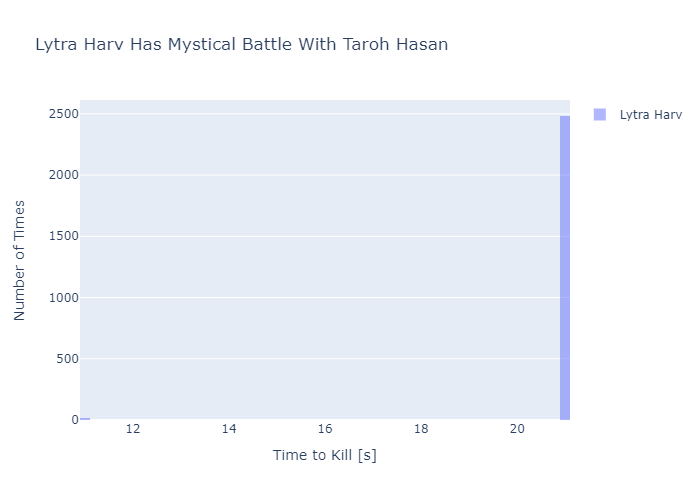 Lytra Harv Has Mystical Battle With Taroh Hasan
Lytra Harv
Number of Times
2500
2000
1500
1000
500
0
12
14
16
18
20
Time to Kill [s]